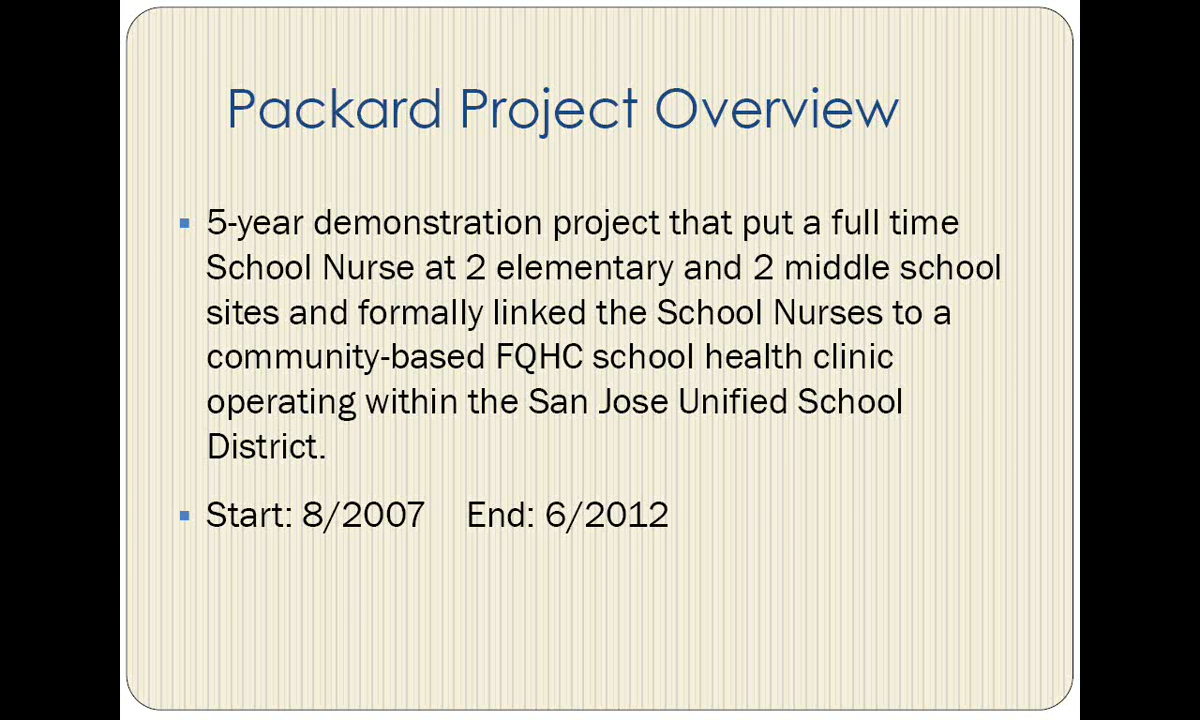 Packard Project Overview
5-year demonstration project that put a full time
School Nurse at 2 elementary and 2 middle school
sites and formally linked the School Nurses to a
community-based FQHC school health clinic
operating within the San Jose Unified School
District.
Start: 8/2007 End: 6/2012